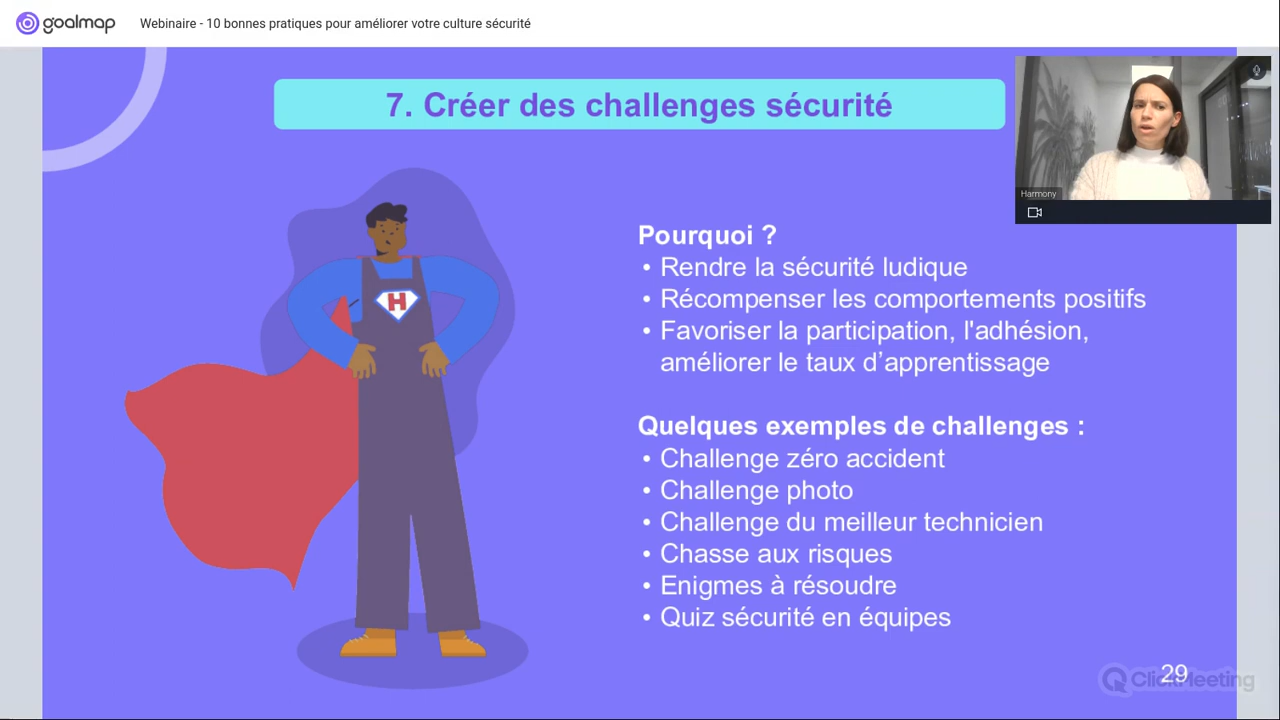 goalmap
Webinaire - 10 bonnes pratiques pour améliorer votre culture sécurité
7. Créer des challenges sécurité
Harmony
H
Pourquoi ?
• Rendre la sécurité ludique
• Récompenser les comportements positifs
• Favoriser la participation, l'adhésion,
améliorer le taux d’apprentissage
Quelques exemples de challenges :
• Challenge zéro accident
• Challenge photo
• Challenge du meilleur technicien
• Chasse aux risques
• Enigmes à résoudre
• Quiz sécurité en équipes
29
ClickMeeting